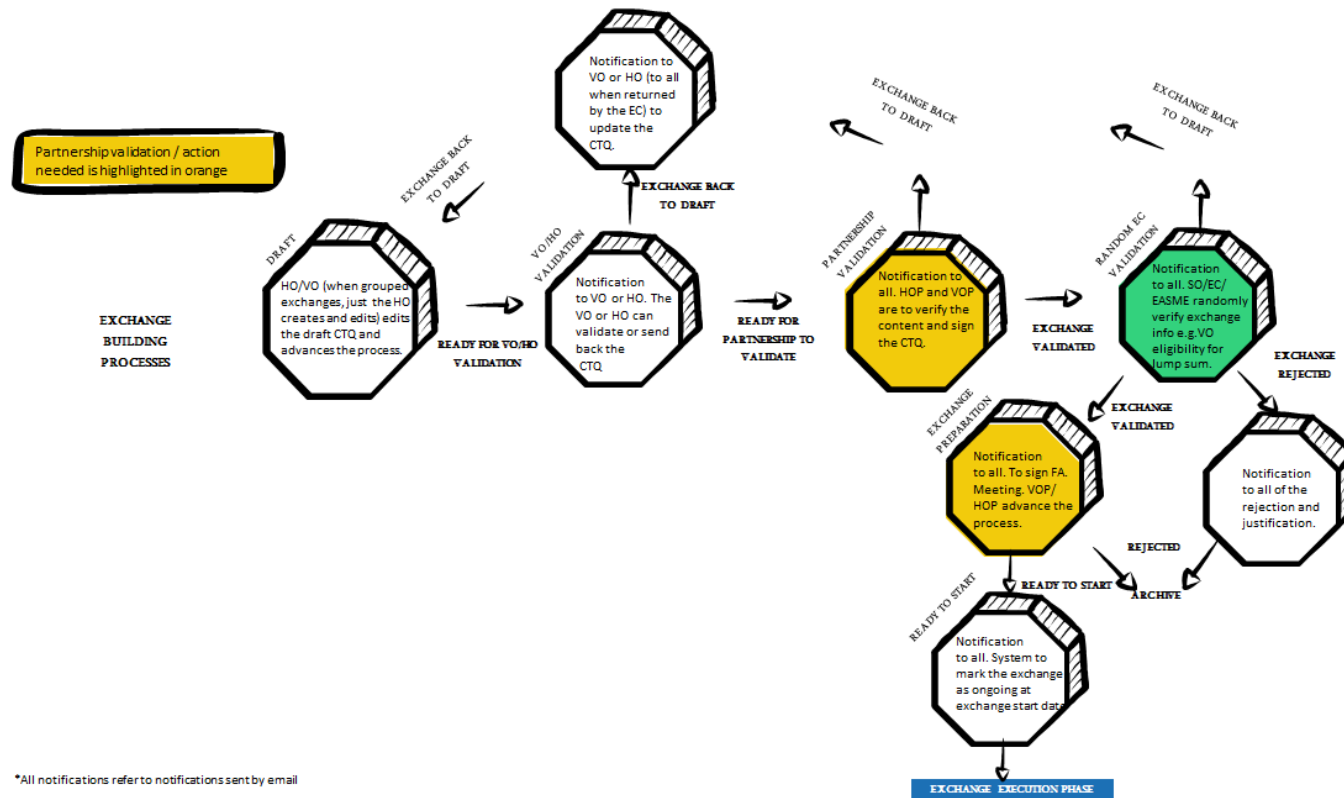 Notification to
VO or HO (to all
when returned
by the EC) to
update the
CTQ.
Partnership validation / action
needed is highlighted in orange
EXCHANGE BACK
TO DRAFT
EXCHANGE BACK
TO DRAFT
EXCHANGE BACK
TO DRAFT
EXCHANGE BACK
TO DRAFT
EXCHANGE
BUILDING
PROCESSES
DRAFT
HO/VO (when grouped
exchanges, just the HO
creates and edits) edits
the draft CTQ and
advances the process.
READY FOR VO/HO
VALIDATION
VO/HO
VALIDATION
Notification
to VO or HO. The
VO or HO can
validate or send
back the
CTQ
READY FOR
PARTNERSHIP TO
VALIDATE
PARTNERSHIP
VALIDATION
Notification to
all. HOP and VOP
are to verify the
content and sign
the CTQ.
EXCHANGE
VALIDATED
RANDOM EC
VALIDATION
Notification
to all. SO/EC/
EASME randomly
verify exchange
info e.g.VO
eligibility for
lump sum.
EXCHANGE
REJECTED
EXCHANGE
VALIDATED
EXCHANGE
PREPARATION
Notification
to all. To sign FA.
Meeting. VOP/
HOP advance the
process.
Notification
to all of the
rejection and
justification.
REJECTED
READY TO START
ARCHIVE
READY TO START
Notification
to all. System to
mark the exchange
as ongoing at
exchange start date
*All notifications refer to notifications sent by email
EXCHANGE EXECUTION PHASE